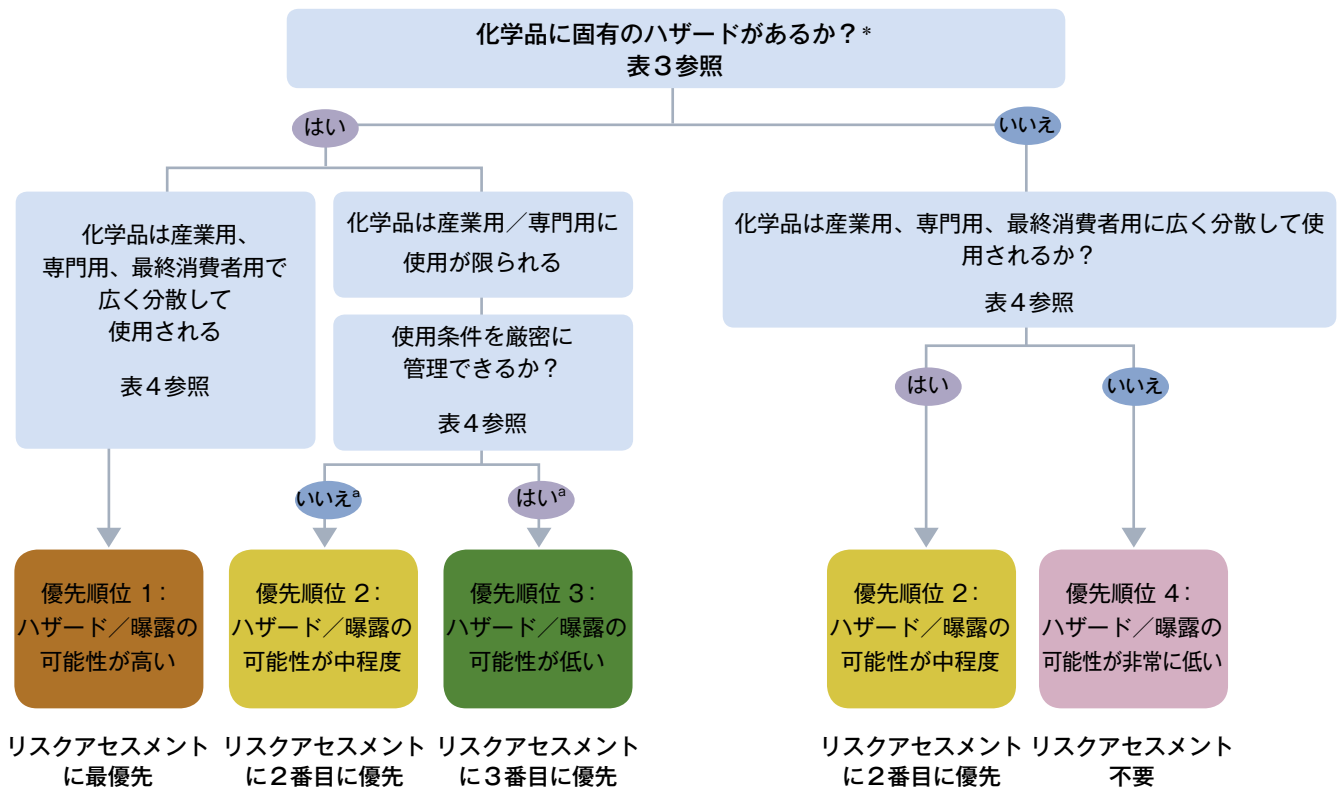 化学品に固有のハザードがあるか？*
表３参照
はい
いいえ
化学品は産業用、
専門用、最終消費者用で
広く分散して
使用される
表４参照
化学品は産業用／専門用に
使用が限られる
使用条件を厳密に
管理できるか？
表４参照
化学品は産業用、専門用、最終消費者用に広く分散して使
用されるか？
表４参照
いいえa
はいa
はい
いいえ
優先順位 1：
ハザード／曝露の
可能性が高い
優先順位 2：
ハザード／曝露の
可能性が中程度
優先順位 3：
ハザード／曝露の
可能性が低い
優先順位 2：
ハザード／曝露の
可能性が中程度
優先順位 4：
ハザード／曝露の
可能性が非常に低い
リスクアセスメント
に最優先
リスクアセスメント
に２番目に優先
リスクアセスメント
に３番目に優先
リスクアセスメント
に２番目に優先
リスクアセスメント
不要